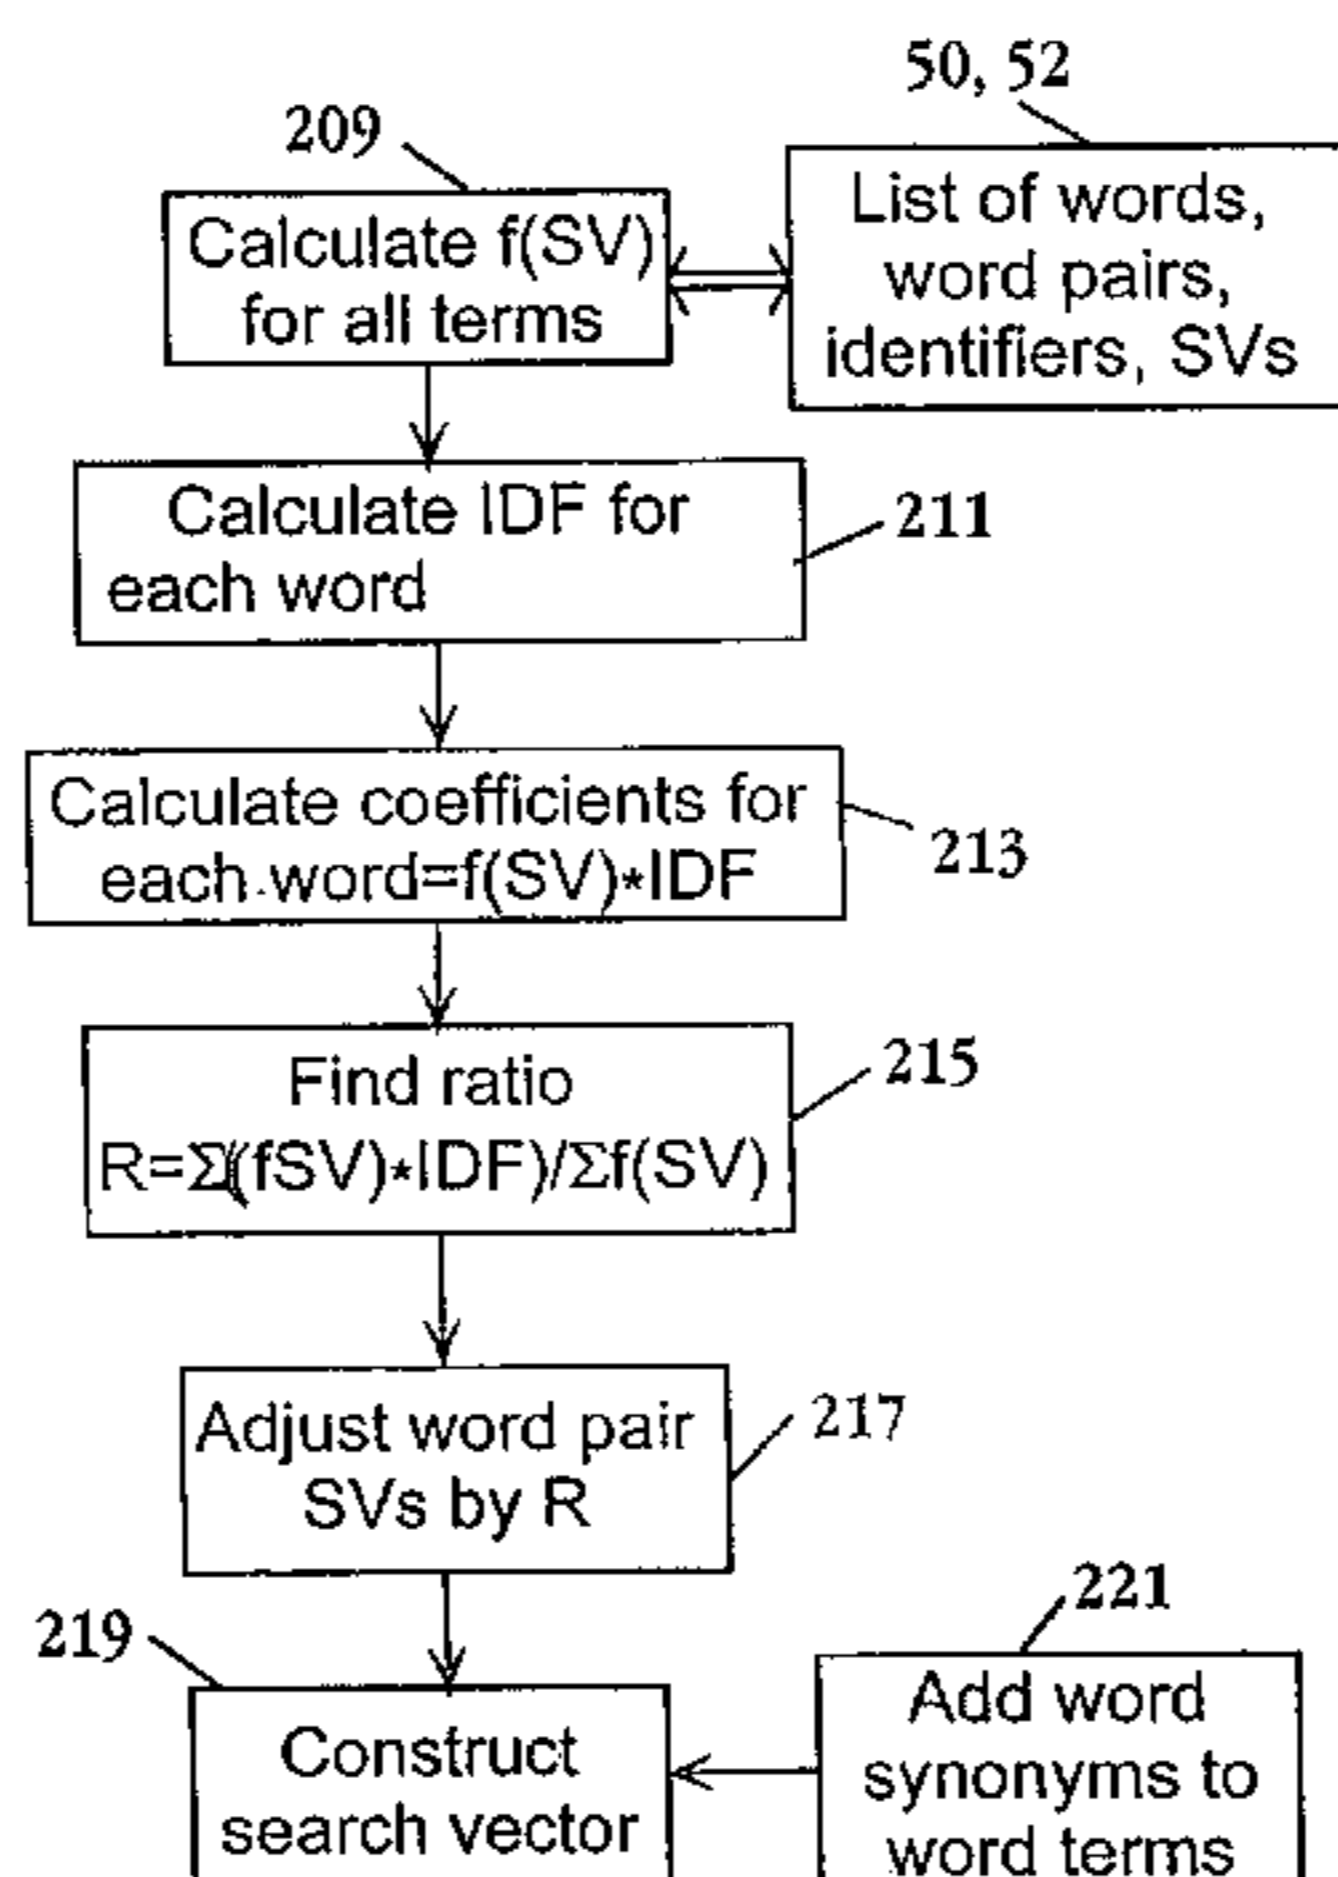 50, 52
209
List of words,
word pairs,
identifiers, SVs
Calculate f(SV)
for all terms
Calculate IDF for
each word
211
Calculate coefficients for
each word=f(SV)*IDF
213
Find ratio
R=Σ((fSV)*IDF)/Σf(SV)
215
Adjust word pair
SVs by R
217
219
221
Construct
search vector
Add word
synonyms to
word terms